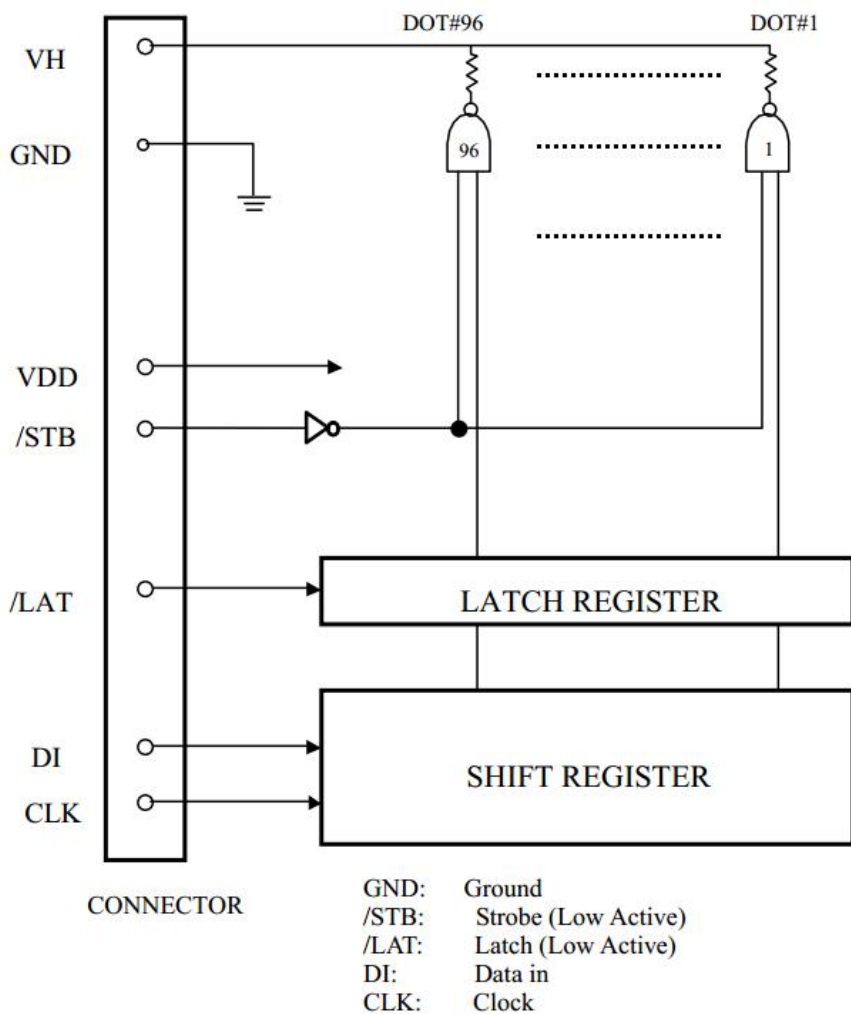 DOT#96 DOT#1
VH
GND
96 1
VDD
/STB
/LAT
LATCH REGISTER
DI
SHIFT REGISTER
CLK
CONNECTOR
GND: Ground
/STB: Strobe (Low Active)
/LAT: Latch (Low Active)
DI: Data in
CLK: Clock